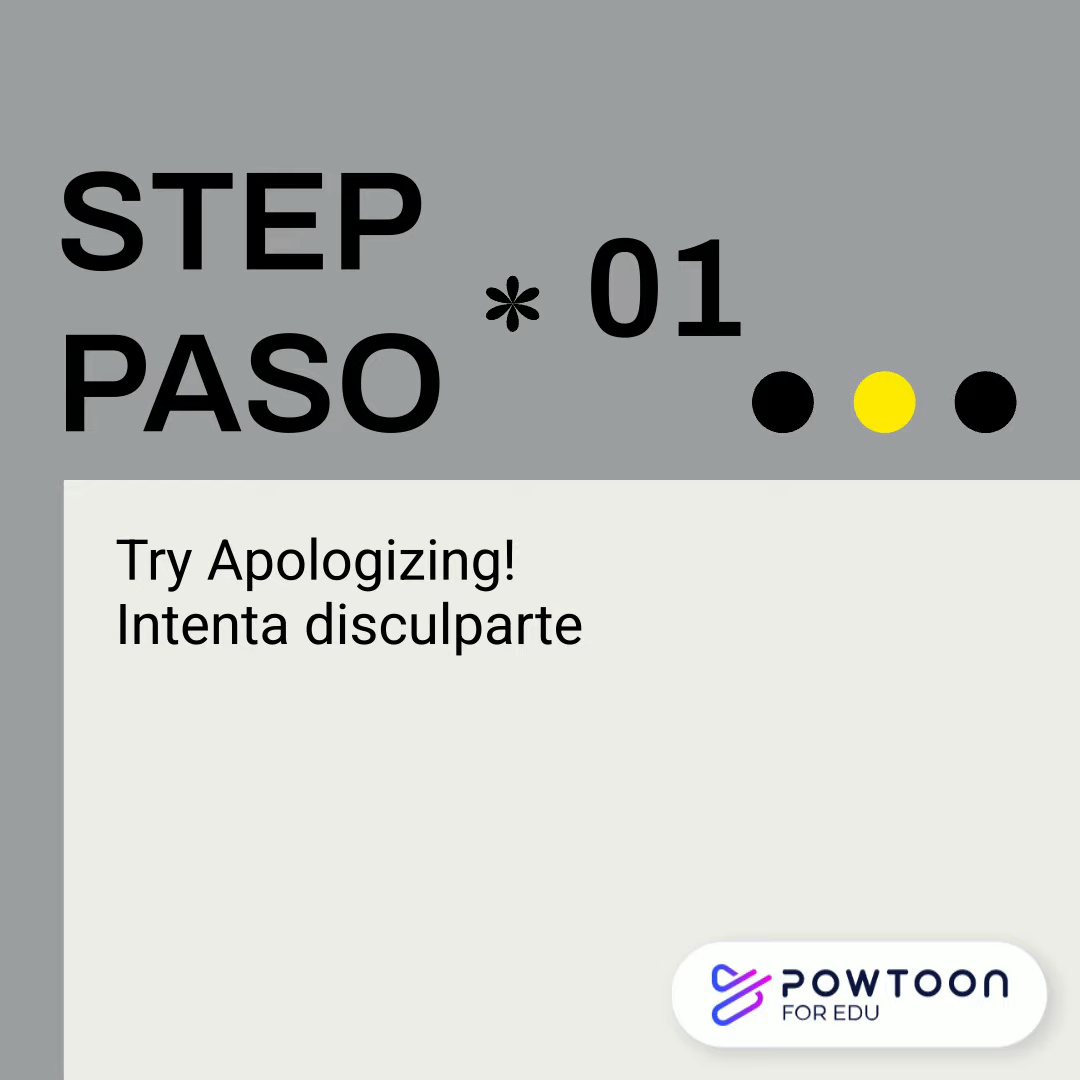 STEP
PASO
* 01
Try Apologizing!
Intenta disculparte
POWTOON
FOR EDU